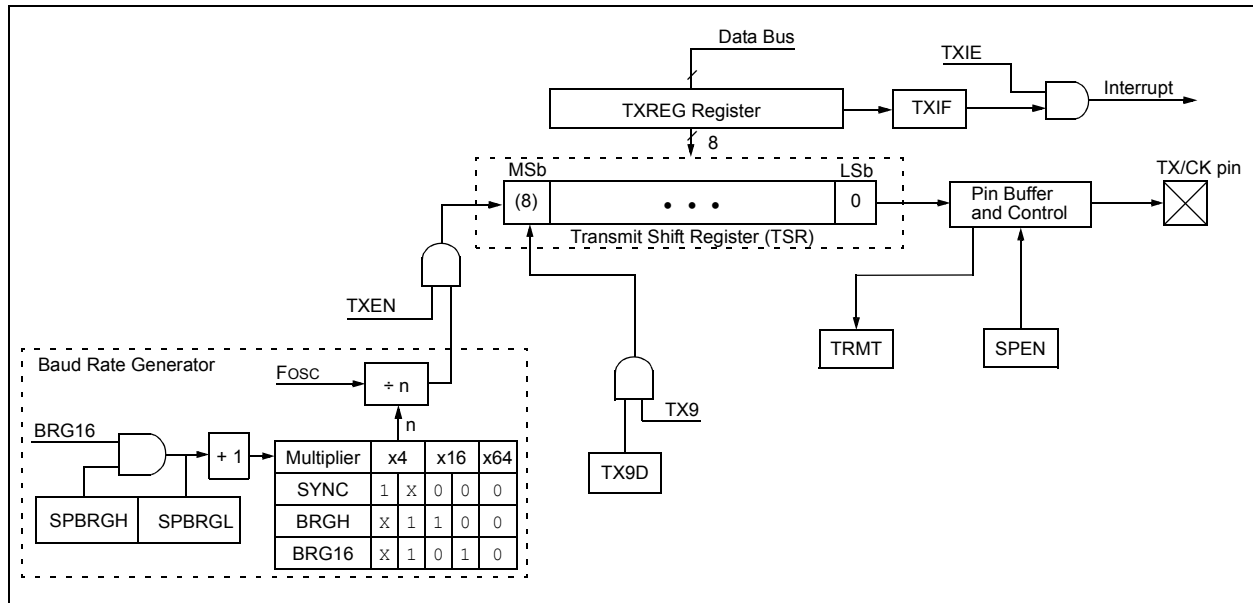 Data Bus
TXIE
Interrupt
TXREG Register
TXIF
8
MSb
LSb
TX/CK pin
(8)
• • •
0
Pin Buffer
and Control
Transmit Shift Register (TSR)
TXEN
TRMT
SPEN
Baud Rate Generator
FOSC
÷ n
n
TX9
BRG16
+ 1
Multiplier x4 x16 x64
TX9D
SYNC 1 X 0 0 0
SPBRGH SPBRGL
BRGH X 1 1 0 0
BRG16 X 1 0 1 0